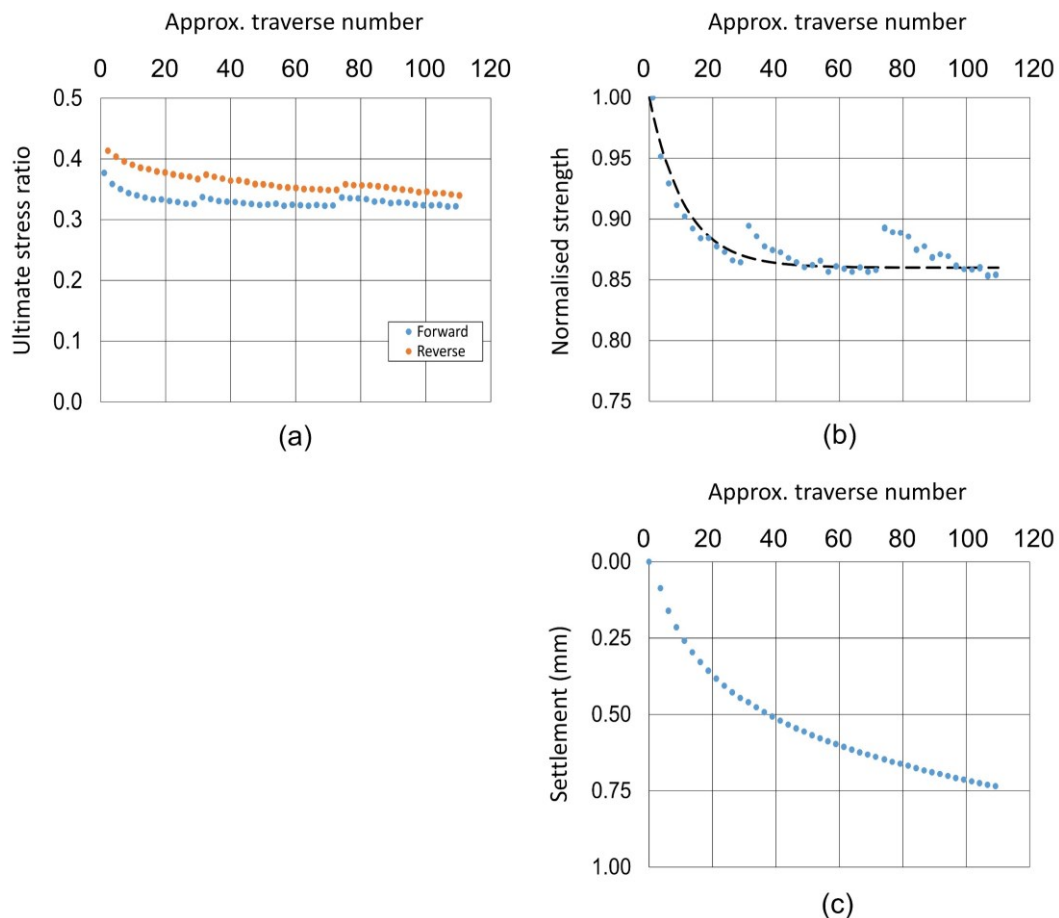 Approx. traverse number
0 20 40 60 80 100 120
0.5
0.4
0.3
0.2
0.1
0.0
Ultimate stress ratio
Forward
Reverse
(a)
Approx. traverse number
0 20 40 60 80 100 120
1.00
0.95
0.90
0.85
0.80
0.75
Normalised strength
(b)
Approx. traverse number
0 20 40 60 80 100 120
0.00
0.25
0.50
0.75
1.00
Settlement (mm)
(c)